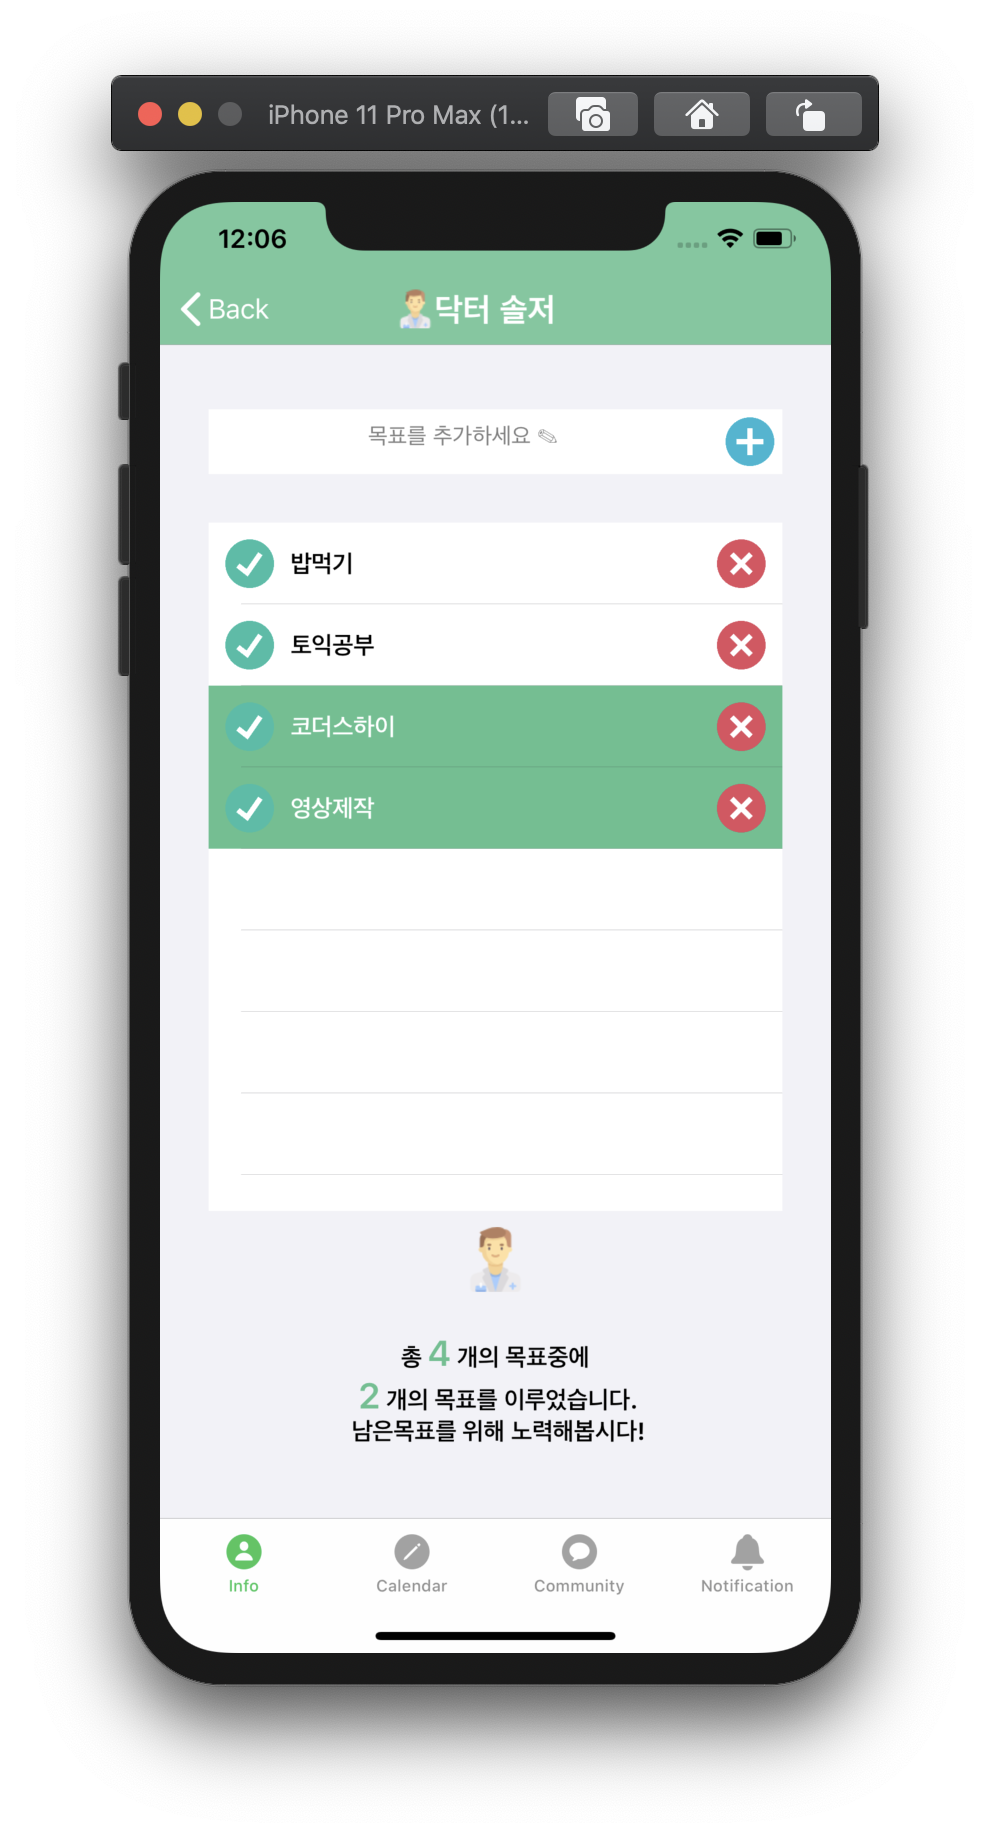 iPhone 11 Pro Max (1...
12:06
Back
닥터 솔저
목표를 추가하세요 ✎
밥먹기
토익공부
코더스하이
영상제작
총 4 개의 목표중에
2 개의 목표를 이루었습니다.
남은목표를 위해 노력해봅시다!
Info
Calendar
Community
Notification